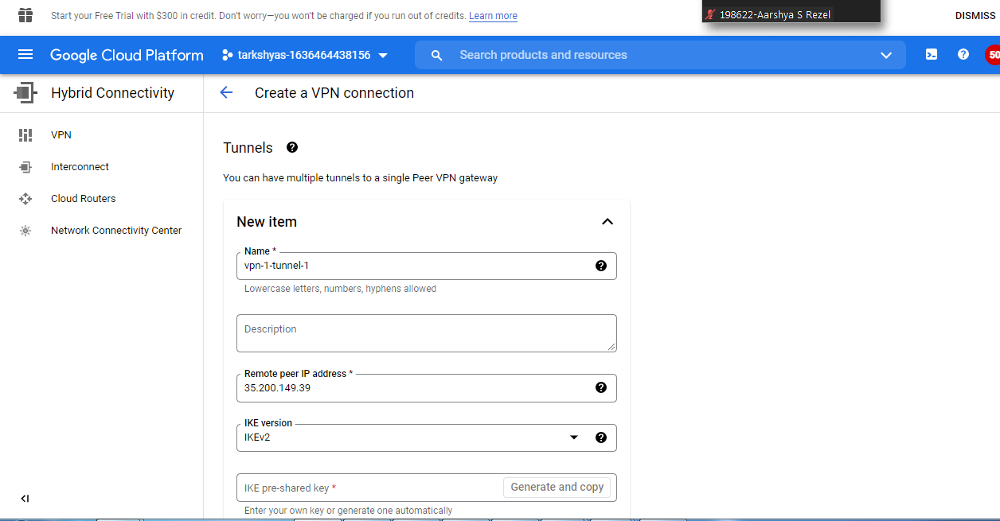 Start your Free Trial with $300 in credit. Don't worry—you won't be charged if you run out of credits. Learn more
198622-Aarshya S Rezel
DISMISS
Google Cloud Platform
tarkshyas-1636464438156
Search products and resources
50
Hybrid Connectivity
Create a VPN connection
VPN
Interconnect
Cloud Routers
Network Connectivity Center
Tunnels
You can have multiple tunnels to a single Peer VPN gateway
New item
Name *
vpn-1-tunnel-1
Lowercase letters, numbers, hyphens allowed
Description
Remote peer IP address *
35.200.149.39
IKE version
IKEv2
IKE pre-shared key *
Generate and copy
Enter your own key or generate one automatically